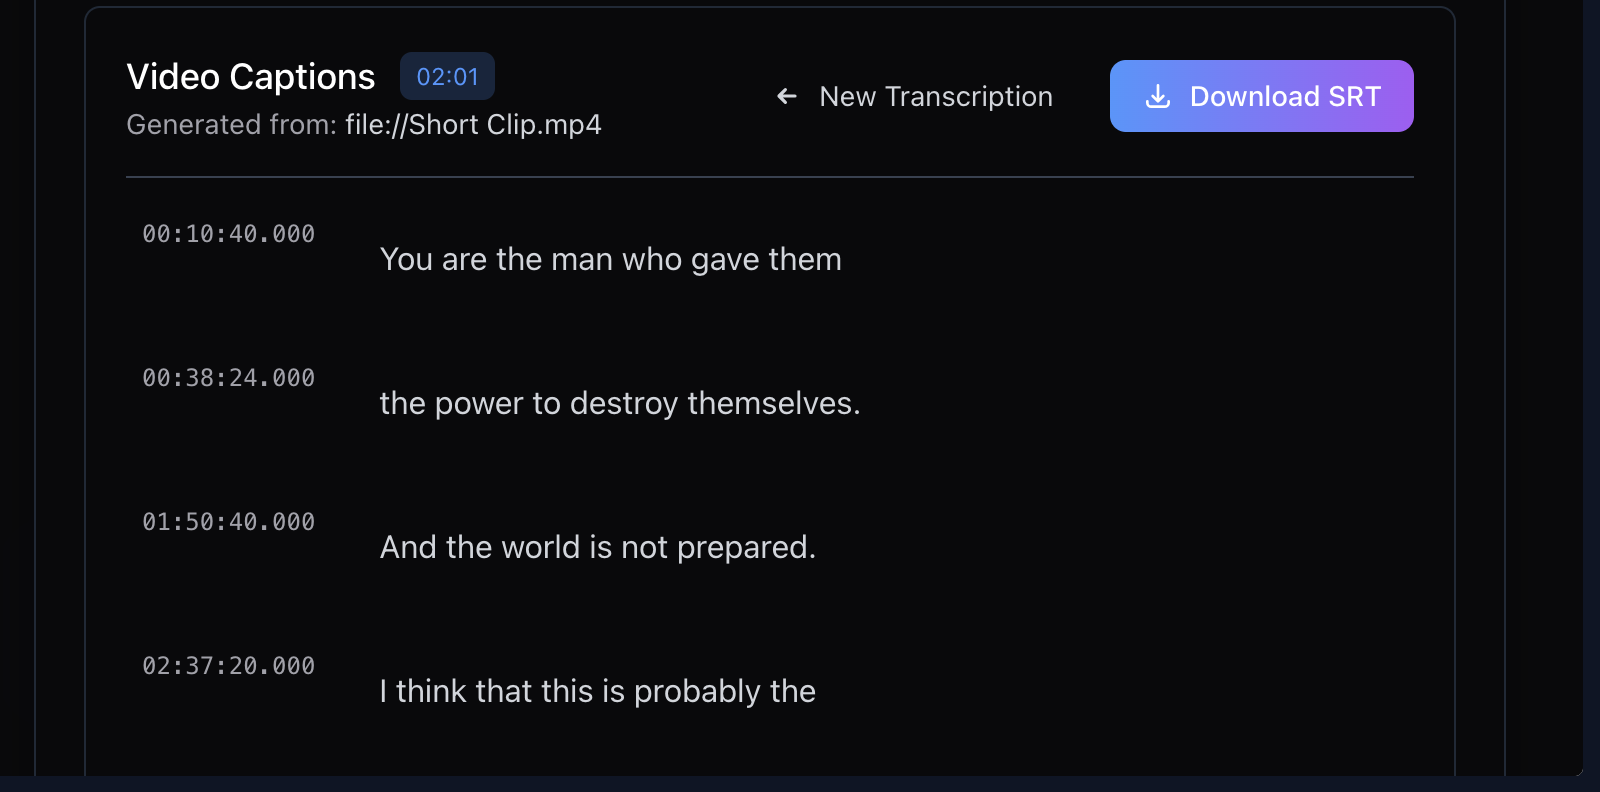 Video Captions 02:01
Generated from: file://Short Clip.mp4
New Transcription
Download SRT
00:10:40.000
You are the man who gave them
00:38:24.000
the power to destroy themselves.
01:50:40.000
And the world is not prepared.
02:37:20.000
I think that this is probably the